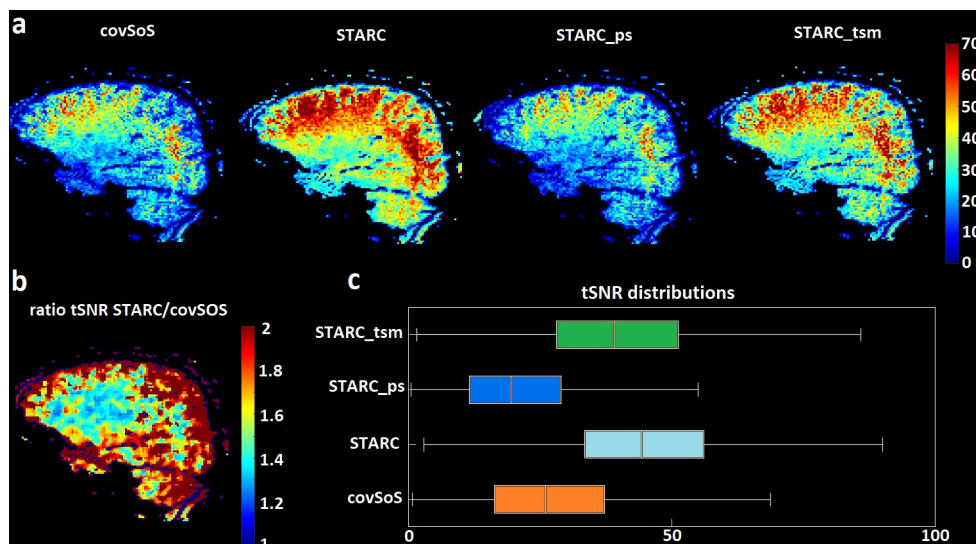 a
covSoS STARC STARC_ps STARC_tsm
70
60
50
40
30
20
10
0
b
ratio tSNR STARC/covSOS
2
1.8
1.6
1.4
1.2
1
c
tSNR distributions
STARC_tsm
STARC_ps
STARC
covSoS
0 50 100